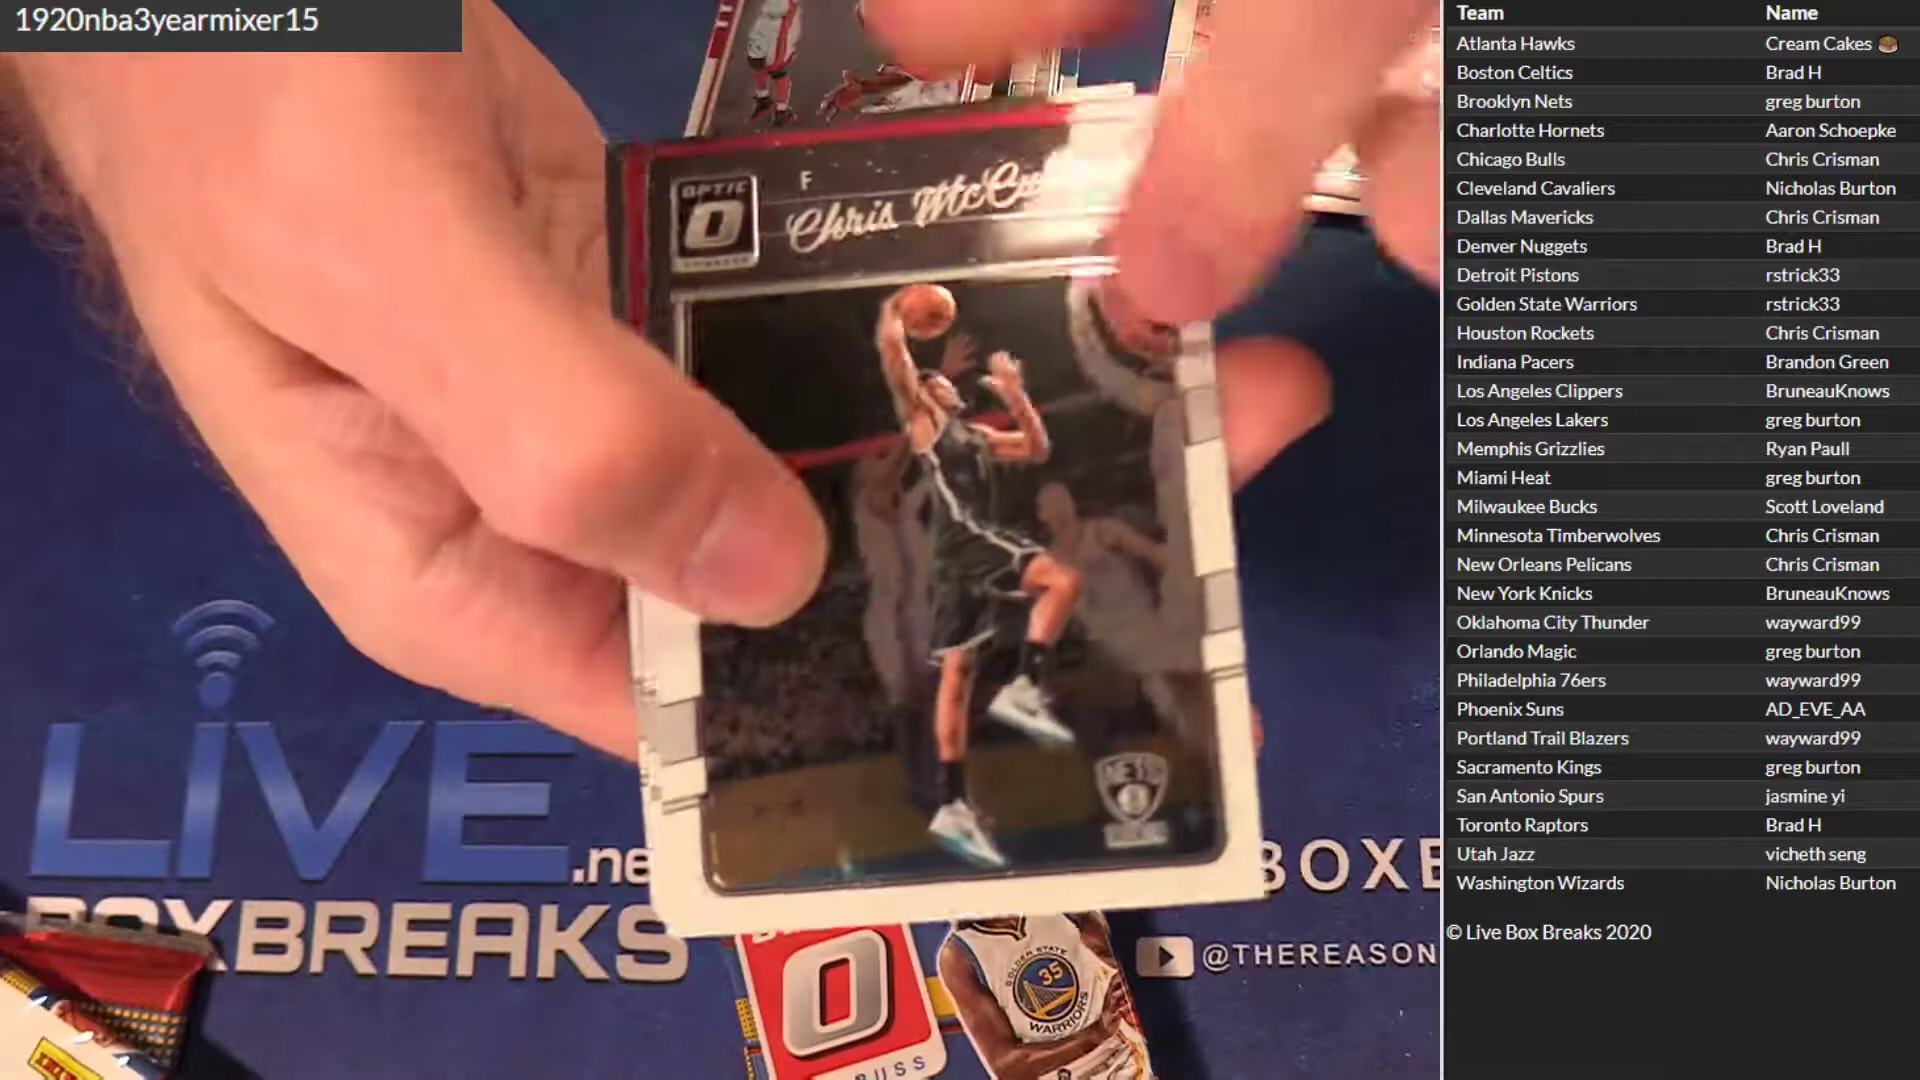 1920nba3yearmixer15
OPTIC
F
Chris
35
WARRIORS
LiVE
BOXBREAKS
@THEREASON
Team Name
Atlanta Hawks Cream Cakes
Boston Celtics Brad H
Brooklyn Nets greg burton
Charlotte Hornets Aaron Schoepke
Chicago Bulls Chris Crisman
Cleveland Cavaliers Nicholas Burton
Dallas Mavericks Chris Crisman
Denver Nuggets Brad H
Detroit Pistons rstrick33
Golden State Warriors rstrick33
Houston Rockets Chris Crisman
Indiana Pacers Brandon Green
Los Angeles Clippers BruneauKnows
Los Angeles Lakers greg burton
Memphis Grizzlies Ryan Paull
Miami Heat greg burton
Milwaukee Bucks Scott Loveland
Minnesota Timberwolves Chris Crisman
New Orleans Pelicans Chris Crisman
New York Knicks BruneauKnows
Oklahoma City Thunder wayward99
Orlando Magic greg burton
Philadelphia 76ers wayward99
Phoenix Suns AD_EVE_AA
Portland Trail Blazers wayward99
Sacramento Kings greg burton
San Antonio Spurs jasmine yi
Toronto Raptors Brad H
Utah Jazz vicheth seng
Washington Wizards Nicholas Burton
© Live Box Breaks 2020